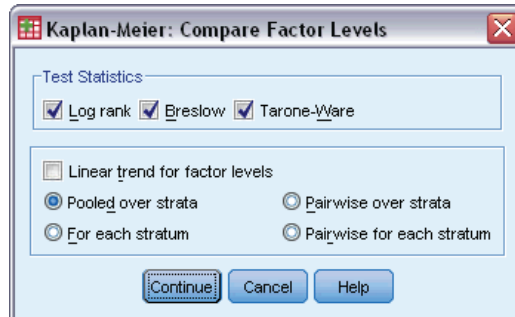 Kaplan-Meier: Compare Factor Levels
Test Statistics
Log rank Breslow Tarone-Ware
Linear trend for factor levels
Pooled over strata Pairwise over strata
For each stratum Pairwise for each stratum
Continue Cancel Help